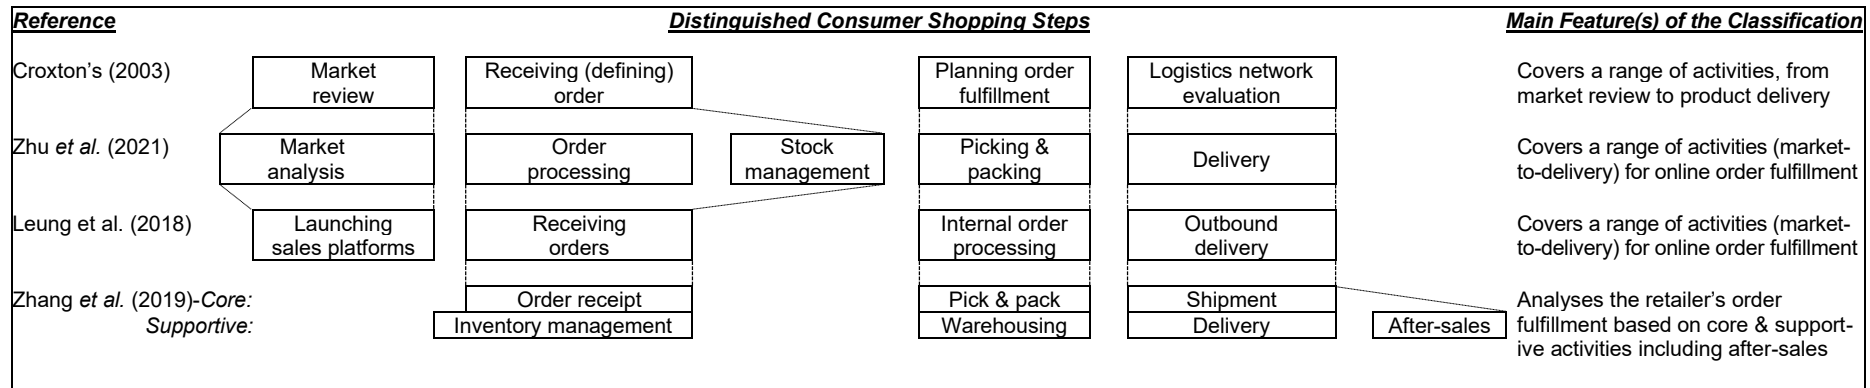 Reference Distinguished Consumer Shopping Steps Main Feature(s) of the Classification
Croxton’s (2003) Market Receiving (defining) Planning order Logistics network Covers a range of activities, from
review order fulfillment evaluation market review to product delivery
Zhu et al. (2021) Market Order Stock Picking & Delivery Covers a range of activities (market-
analysis processing management packing to-delivery) for online order fulfillment
Leung et al. (2018) Launching Receiving Internal order Outbound Covers a range of activities (market-
sales platforms orders processing delivery to-delivery) for online order fulfillment
Zhang et al. (2019)-Core: Order receipt Pick & pack Shipment Analyses the retailer’s order
Supportive: Inventory management Warehousing Delivery After-sales fulfillment based on core & support-
ive activities including after-sales